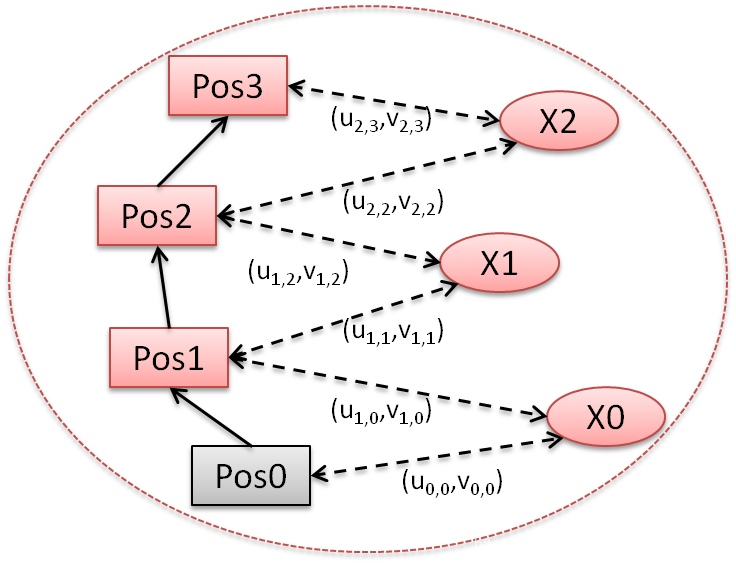 Pos3
X2
(u2,3,v2,3)
Pos2
(u2,2,v2,2)
X1
(u1,2,v1,2)
(u1,1,v1,1)
Pos1
(u1,0,v1,0)
X0
Pos0
(u0,0,v0,0)